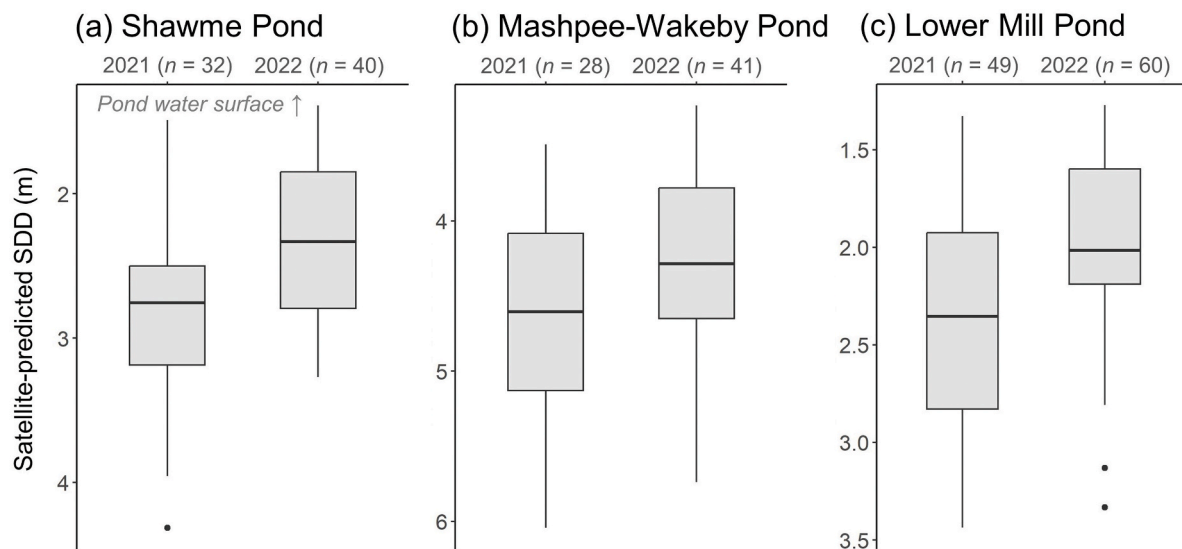 (a) Shawme Pond
2021 (n = 32) 2022 (n = 40)
Pond water surface ↑
Satellite-predicted SDD (m)
2
3
4
(b) Mashpee-Wakeby Pond
2021 (n = 28) 2022 (n = 41)
4
5
6
(c) Lower Mill Pond
2021 (n = 49) 2022 (n = 60)
1.5
2.0
2.5
3.0
3.5